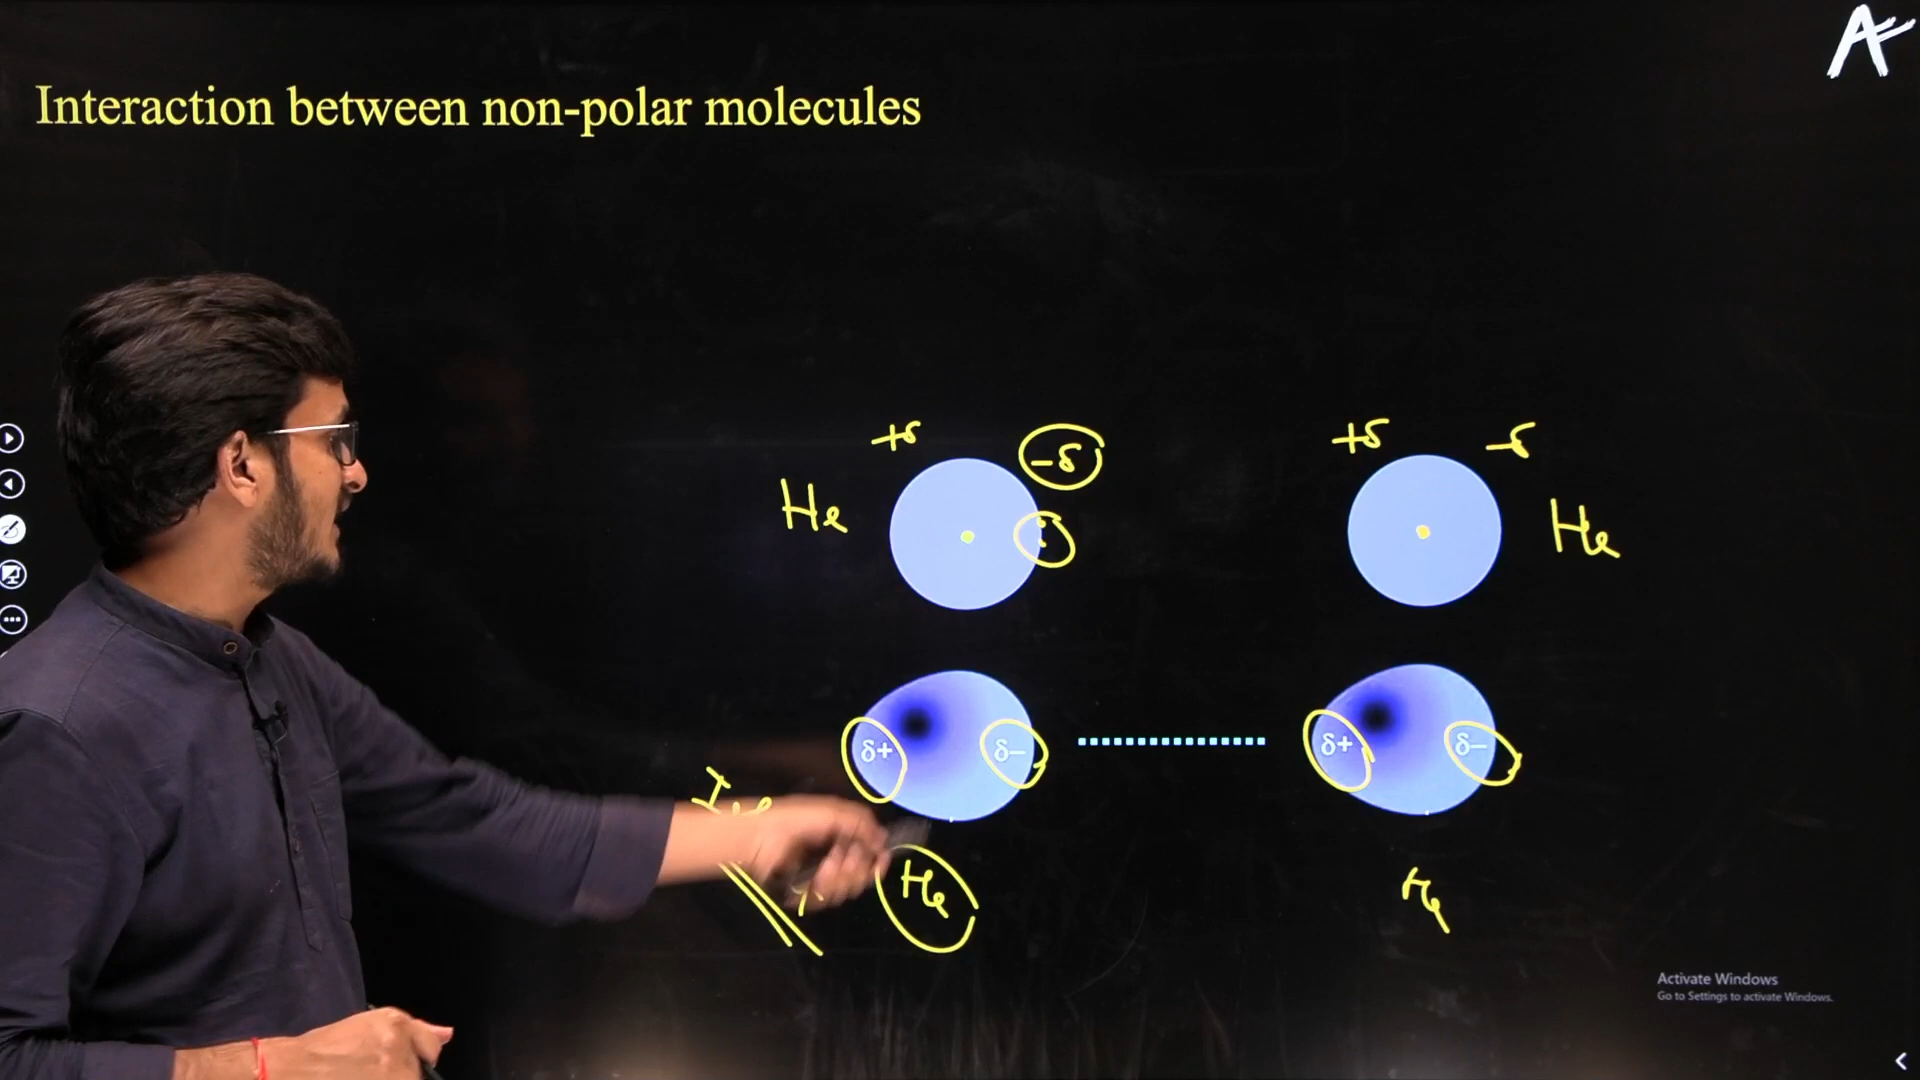 Interaction between non-polar molecules
+δ
-δ
+δ
-δ
He
He
δ+
δ-
δ+
δ-
He
He
Activate Windows
Go to Settings to activate Windows.